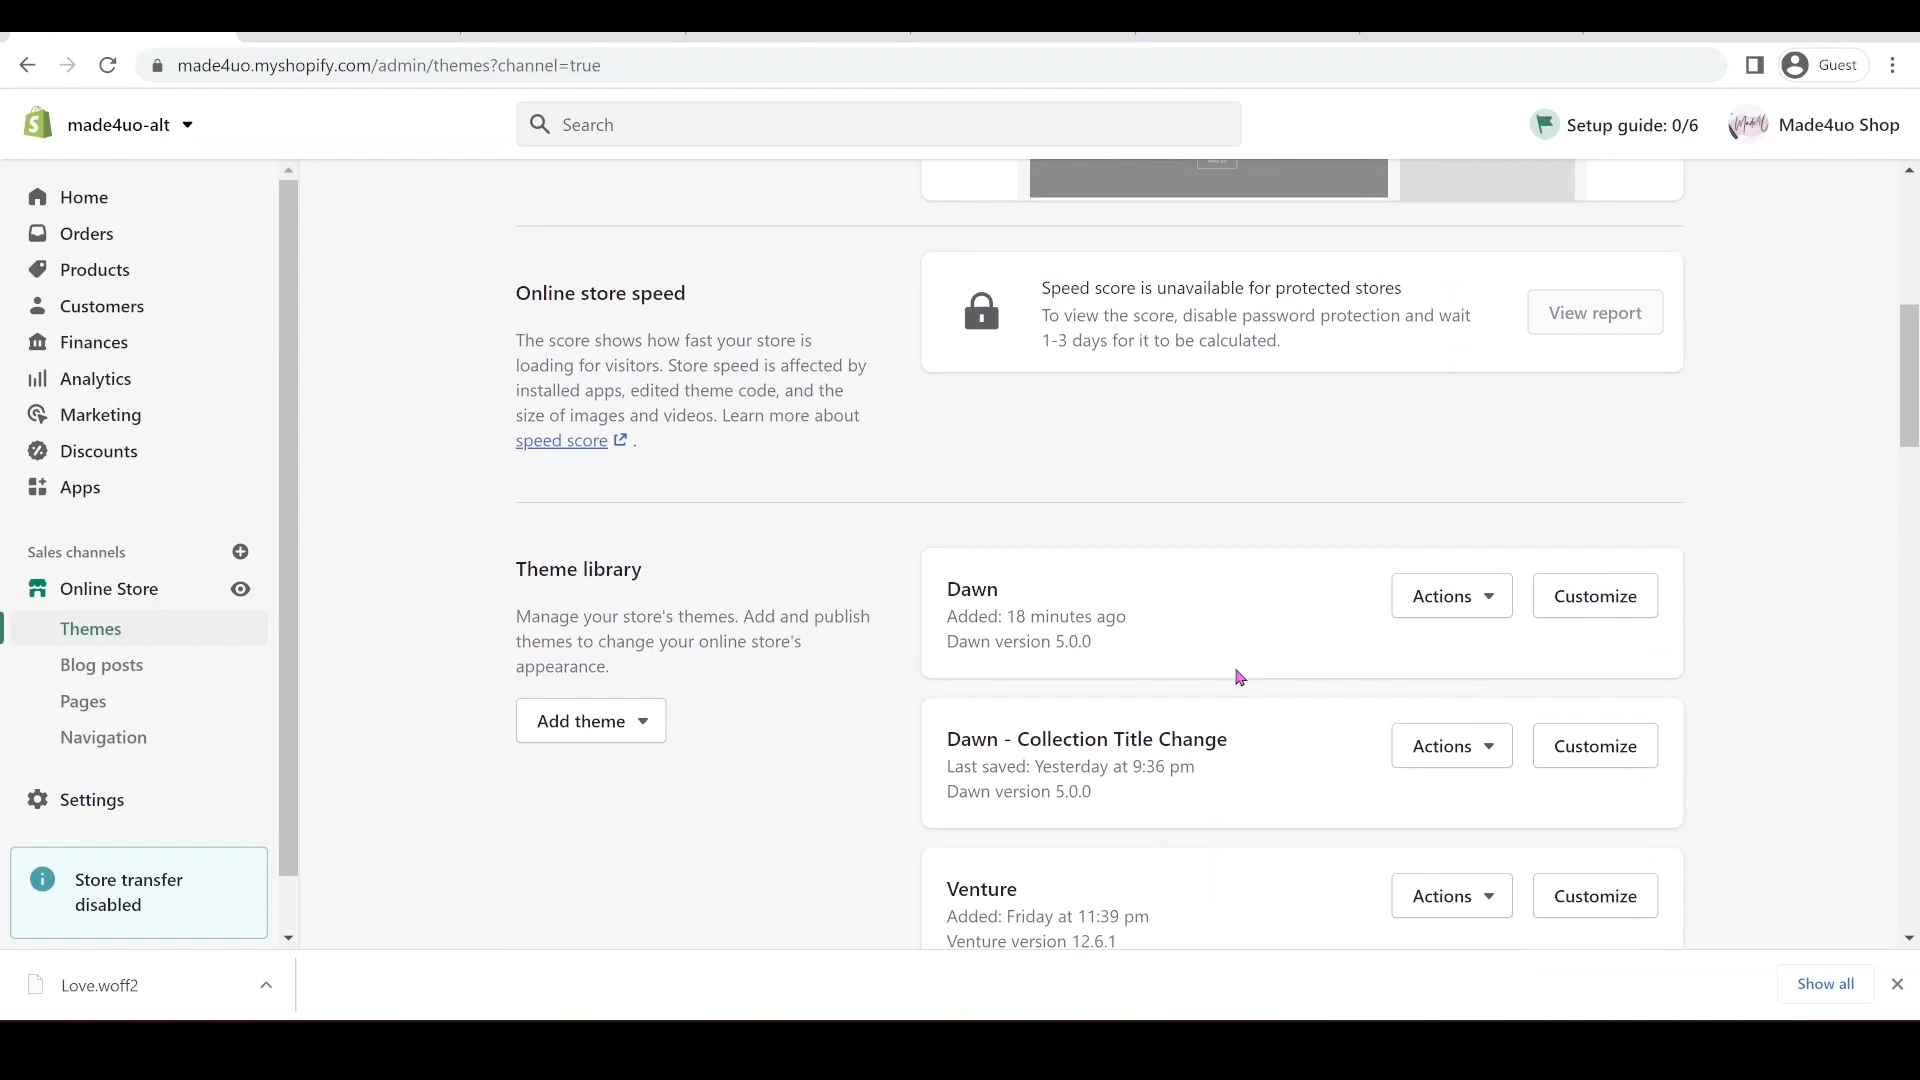 made4uo.myshopify.com/admin/themes?channel=true
Guest
made4uo-alt
Search
Setup guide: 0/6
Made4uo Shop
Home
Orders
Products
Customers
Finances
Analytics
Marketing
Discounts
Apps
Sales channels
Online Store
Themes
Blog posts
Pages
Navigation
Settings
Store transfer
disabled
Online store speed
The score shows how fast your store is
loading for visitors. Store speed is affected by
installed apps, edited theme code, and the
size of images and videos. Learn more about
speed score .
Speed score is unavailable for protected stores
To view the score, disable password protection and wait
1-3 days for it to be calculated.
View report
Theme library
Manage your store's themes. Add and publish
themes to change your online store's
appearance.
Add theme
Dawn
Added: 18 minutes ago
Dawn version 5.0.0
Actions
Customize
Dawn - Collection Title Change
Last saved: Yesterday at 9:36 pm
Dawn version 5.0.0
Actions
Customize
Venture
Added: Friday at 11:39 pm
Venture version 12.6.1
Actions
Customize
Love.woff2
Show all